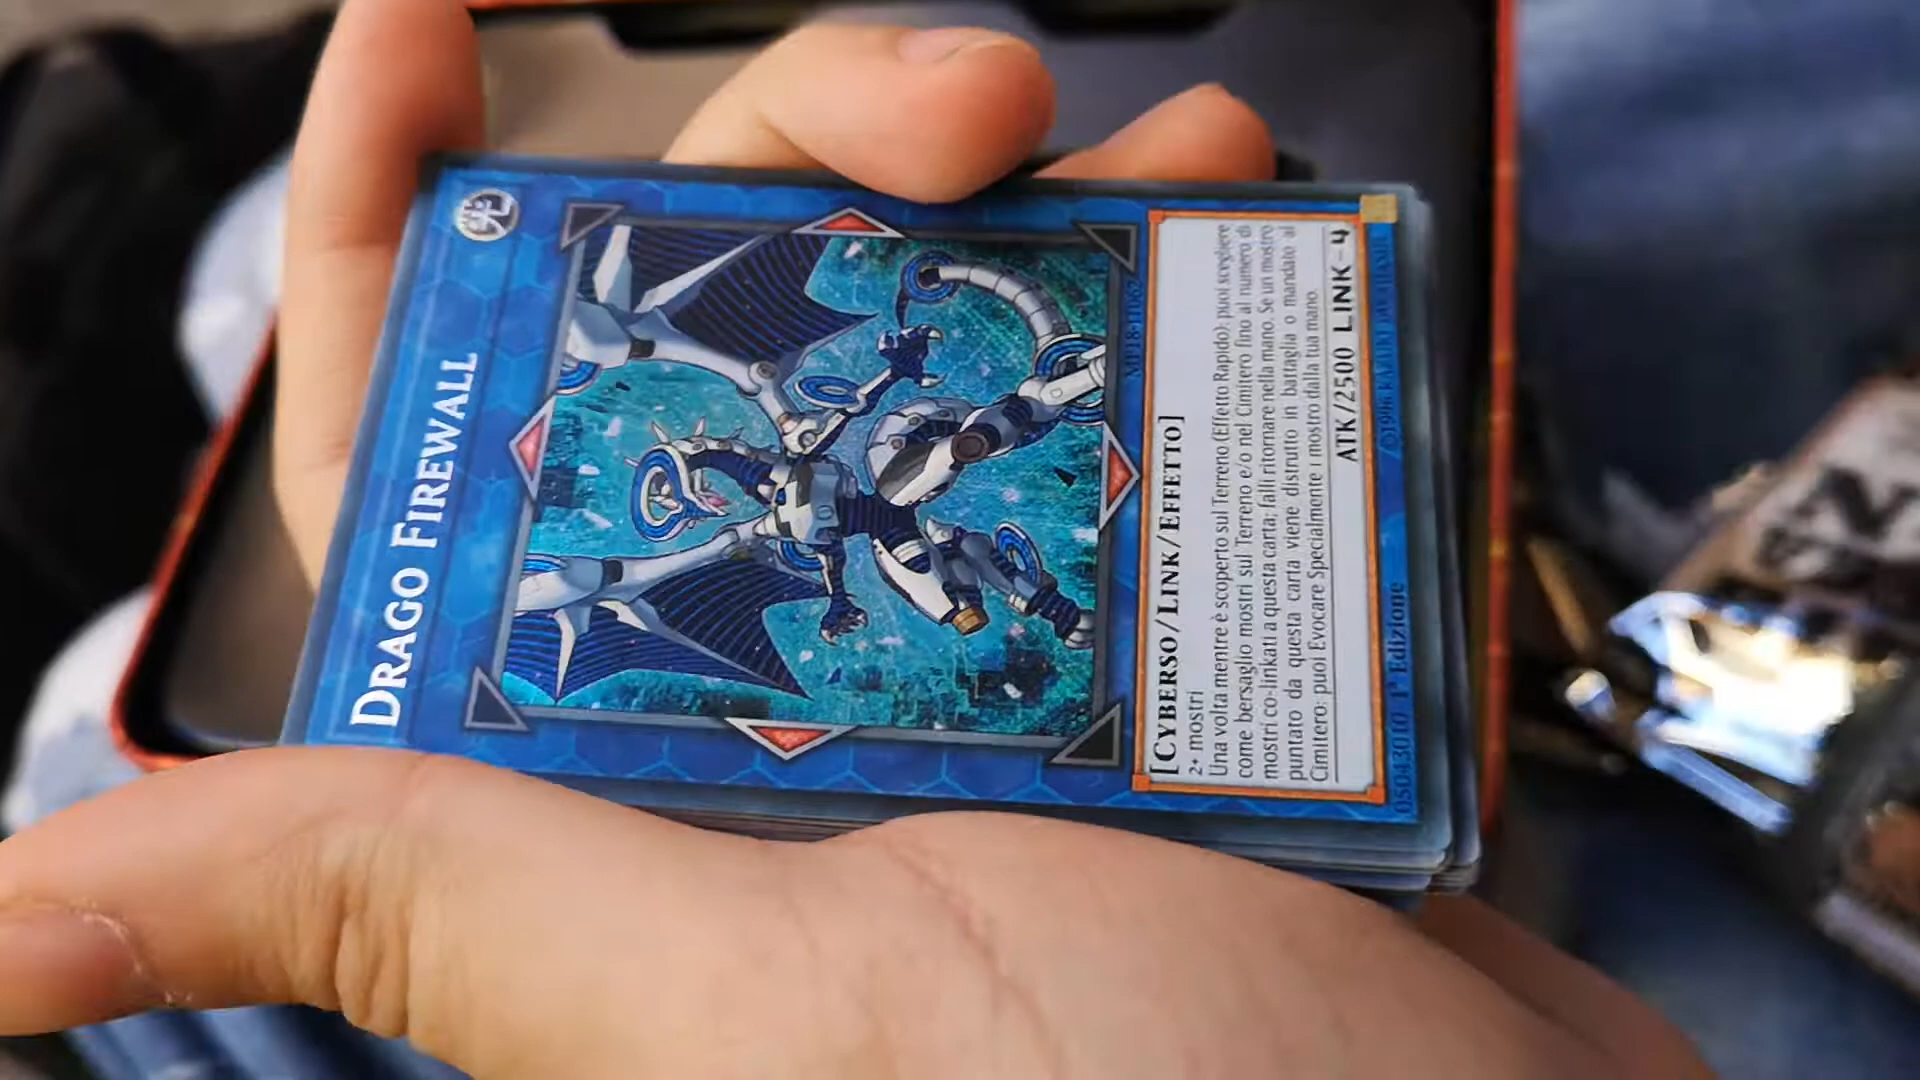 DRAGO FIREWALL
MP18-IT062
[CYBERSO/LINK/EFFETTO]
2+ mostri
Una volta mentre è scoperto sul Terreno (Effetto Rapido): puoi scegliere
come bersaglio mostri sul Terreno e/o nel Cimitero fino al numero di
mostri co-linkati a questa carta; falli ritornare nella mano. Se un mostro
puntato da questa carta viene distrutto in battaglia o mandato al
Cimitero: puoi Evocare Specialmente 1 mostro dalla tua mano.
ATK/2500 LINK-4
05043010 1ª Edizione ©1996 KAZUKI TAKAHASHI